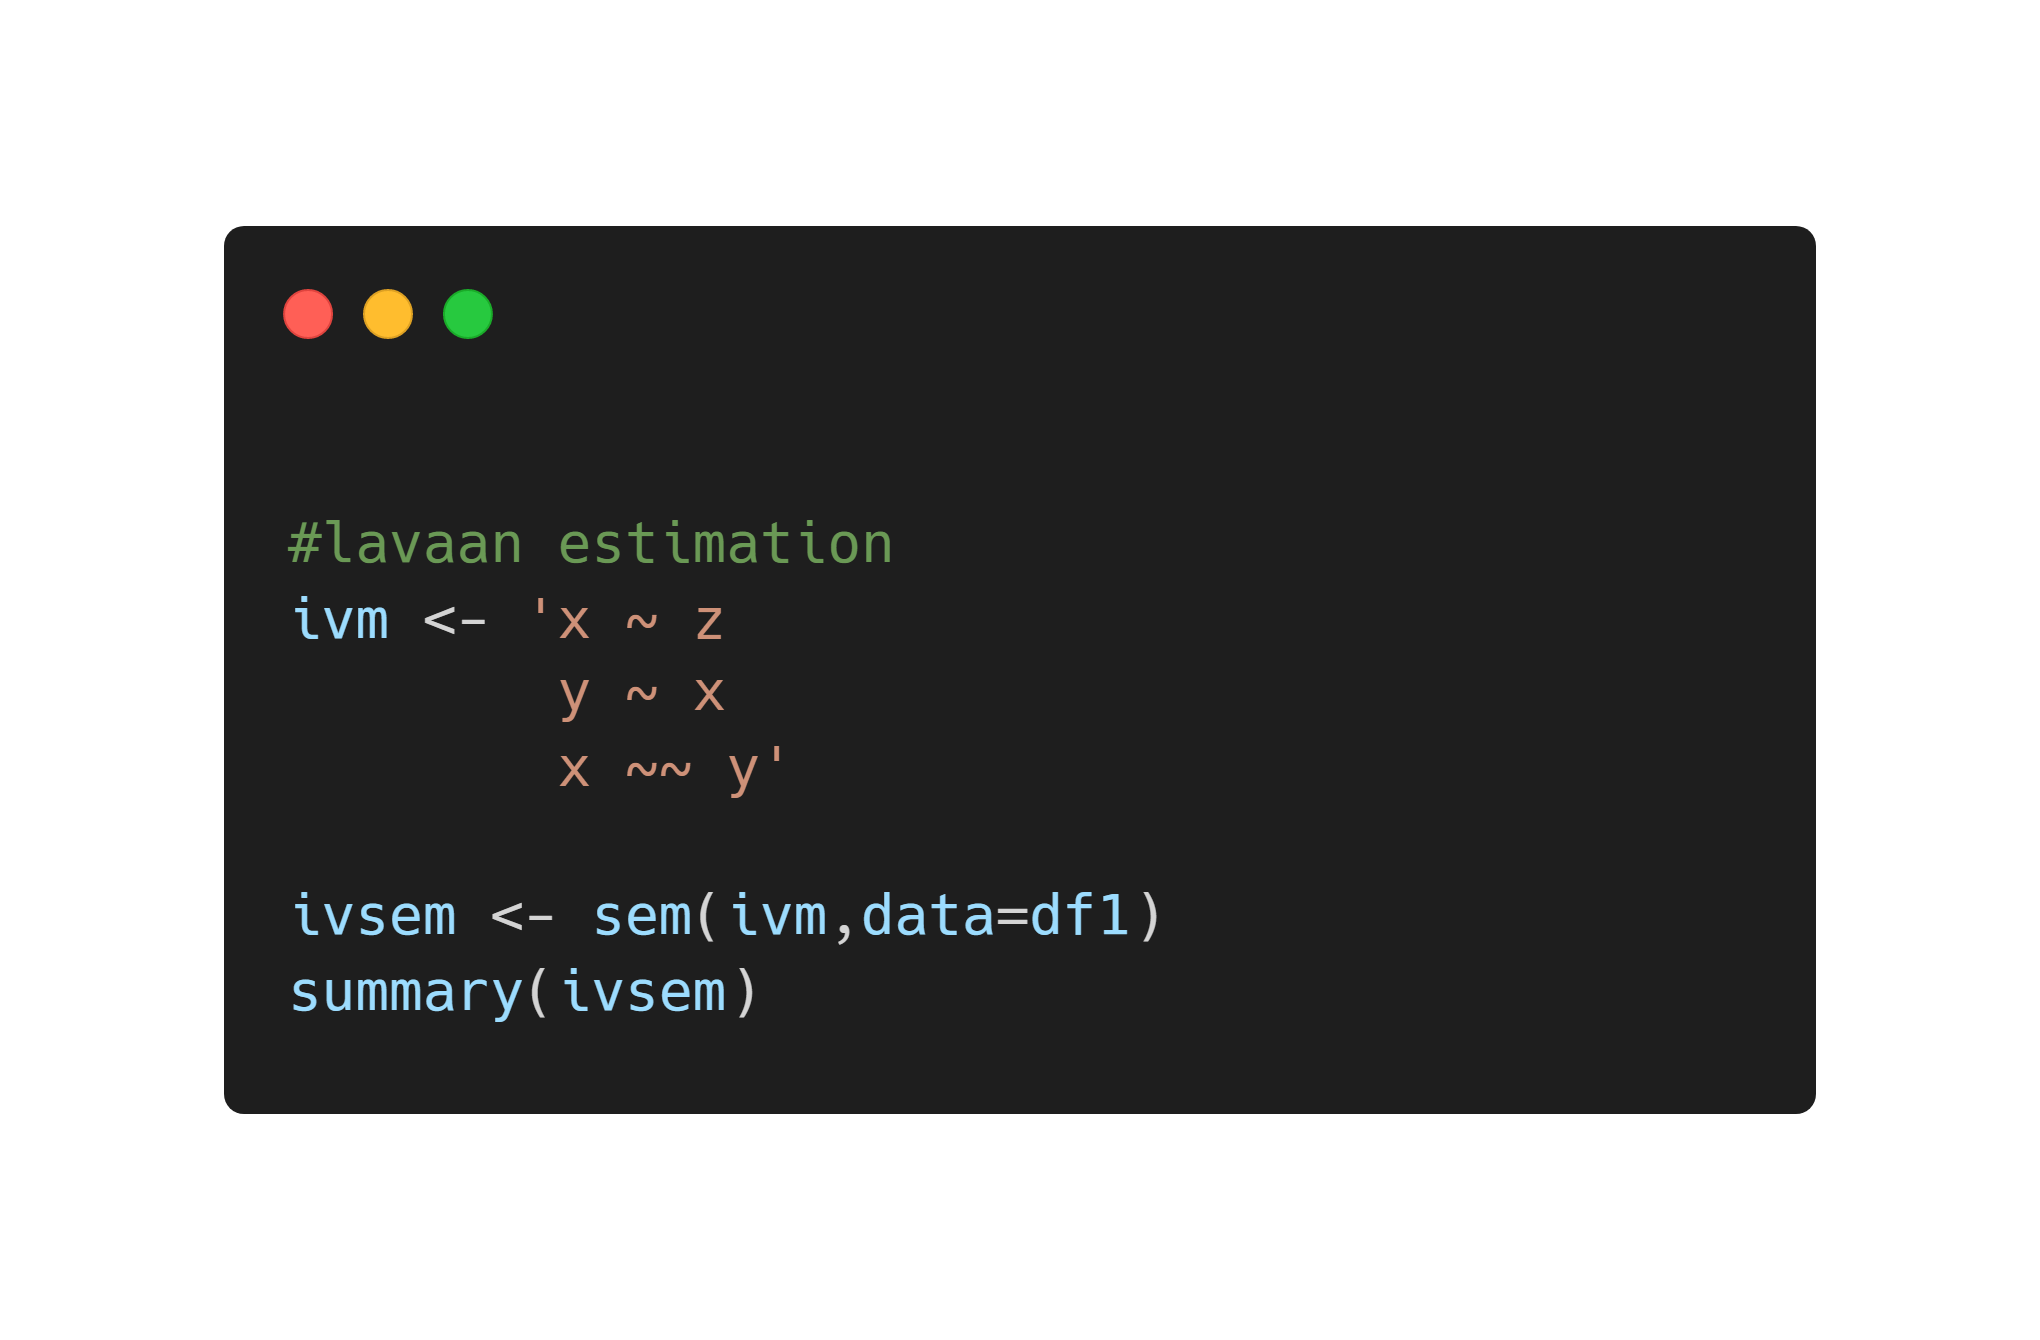 #lavaan estimation
ivm <- 'x ~ z
        y ~ x
        x ~~ y'
ivsem <- sem(ivm,data=df1)
summary(ivsem)